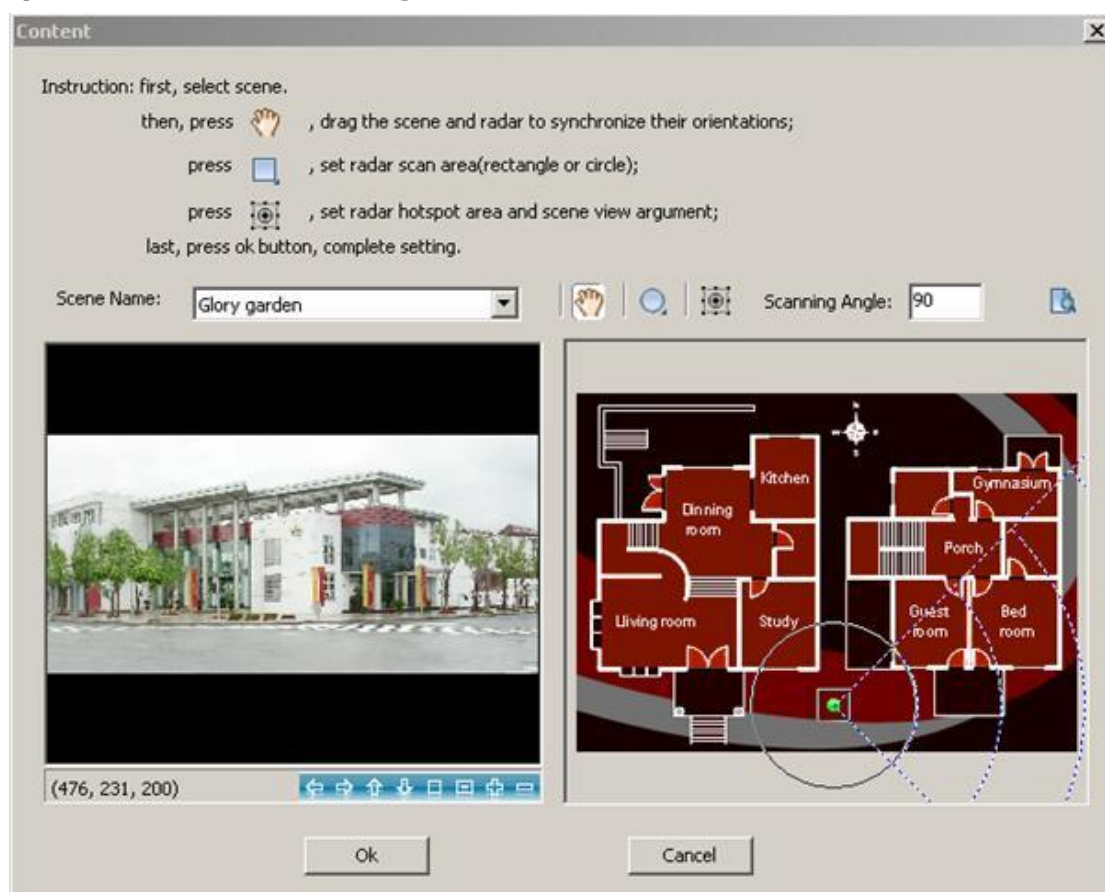 Content
Instruction: first, select scene.
then, press , drag the scene and radar to synchronize their orientations;
press , set radar scan area(rectangle or circle);
press , set radar hotspot area and scene view argument;
last, press ok button, complete setting.
Scene Name: Glory garden Scanning Angle: 90
Kitchen
Dinning
room
Living room
Study
Gymnasium
Porch
Guest
room
Bed
room
(476, 231, 200)
Ok Cancel